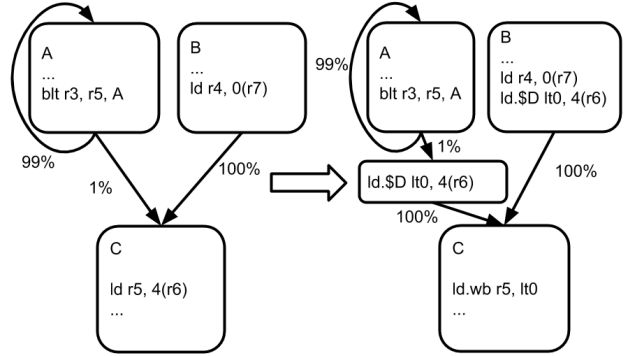 A
...
blt r3, r5, A
99%
B
...
ld r4, 0(r7)
1%
100%
C
ld r5, 4(r6)
...
A
...
blt r3, r5, A
99%
B
...
ld r4, 0(r7)
ld.$D lt0, 4(r6)
1%
ld.$D lt0, 4(r6)
100%
100%
C
ld.wb r5, lt0
...